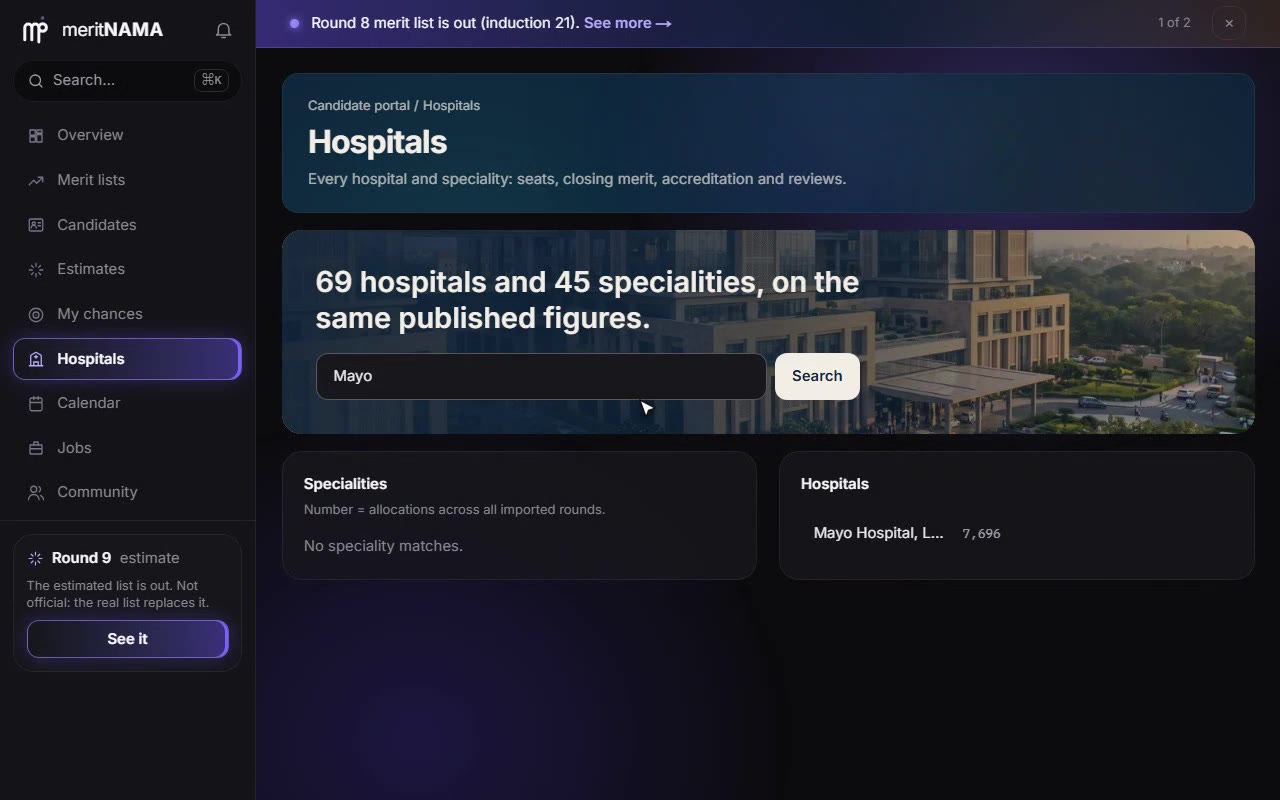 meritNAMA
Search...
⌘K
Overview
Merit lists
Candidates
Estimates
My chances
Hospitals
Calendar
Jobs
Community
Round 9 estimate
The estimated list is out. Not
official: the real list replaces it.
See it
Round 8 merit list is out (induction 21). See more →
1 of 2
×
Candidate portal / Hospitals
Hospitals
Every hospital and speciality: seats, closing merit, accreditation and reviews.
69 hospitals and 45 specialities, on the
same published figures.
Mayo
Search
Specialities
Number = allocations across all imported rounds.
No speciality matches.
Hospitals
Mayo Hospital, L... 7,696